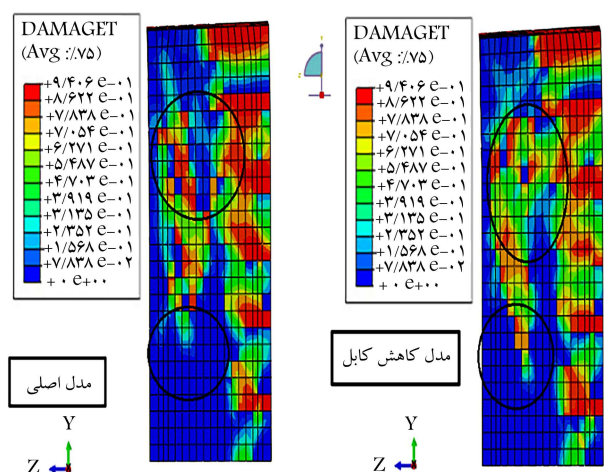 DAMAGET
(Avg :٪.۷۵)
+۹/۴۰۶ e-۰۱
+۸/۶۲۲ e-۰۱
+۷/۸۳۸ e-۰۱
+۷/۰۵۴ e-۰۱
+۶/۲۷۱ e-۰۱
+۵/۴۸۷ e-۰۱
+۴/۷۰۳ e-۰۱
+۳/۹۱۹ e-۰۱
+۳/۱۳۵ e-۰۱
+۲/۳۵۲ e-۰۱
+۱/۵۶۸ e-۰۱
+۷/۸۳۸ e-۰۲
+۰ e+۰۰
مدل اصلی
Y
Z
DAMAGET
(Avg :٪.۷۵)
+۹/۴۰۶ e-۰۱
+۸/۶۲۲ e-۰۱
+۷/۸۳۸ e-۰۱
+۷/۰۵۴ e-۰۱
+۶/۲۷۱ e-۰۱
+۵/۴۸۷ e-۰۱
+۴/۷۰۳ e-۰۱
+۳/۹۱۹ e-۰۱
+۳/۱۳۵ e-۰۱
+۲/۳۵۲ e-۰۱
+۱/۵۶۸ e-۰۱
+۷/۸۳۸ e-۰۲
+۰ e+۰۰
مدل کاهش کابل
Y
Z